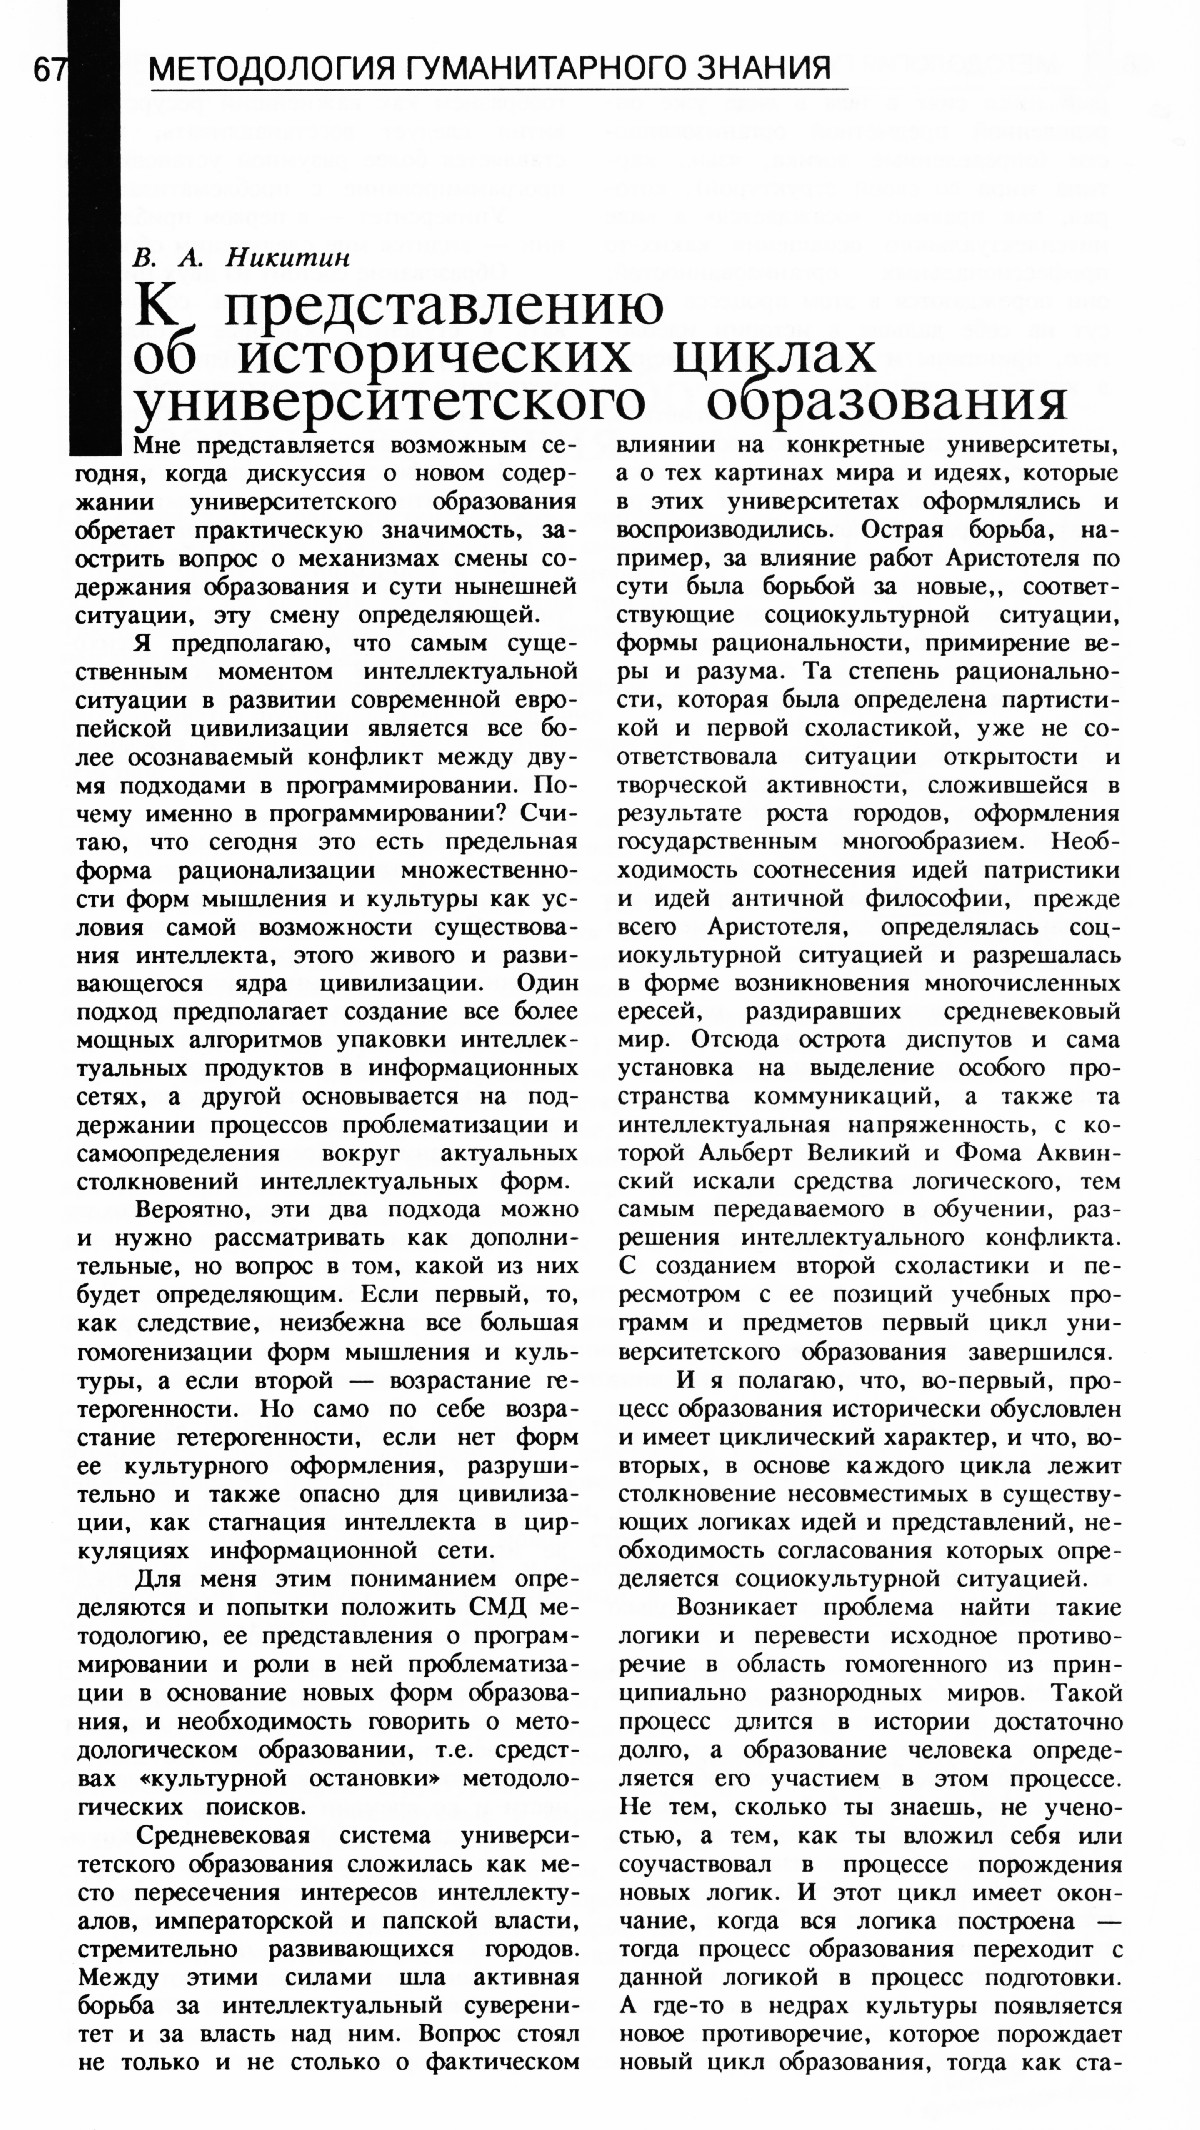 67
МЕТОДОЛОГИЯ ГУМАНИТАРНОГО ЗНАНИЯ
В. А. Никитин
К представлению
об исторических циклах
университетского образования
Мне представляется возможным се-
годня, когда дискуссия о новом содер-
жании университетского образования
обретает практическую значимость, за-
острить вопрос о механизмах смены со-
держания образования и сути нынешней
ситуации, эту смену определяющей.
Я предполагаю, что самым суще-
ственным моментом интеллектуальной
ситуации в развитии современной евро-
пейской цивилизации является все бо-
лее осознаваемый конфликт между дву-
мя подходами в программировании. По-
чему именно в программировании? Счи-
таю, что сегодня это есть предельная
форма рационализации множественно-
сти форм мышления и культуры как ус-
ловия самой возможности существова-
ния интеллекта, этого живого и разви-
вающегося ядра цивилизации. Один
подход предполагает создание все более
мощных алгоритмов упаковки интеллек-
туальных продуктов в информационных
сетях, а другой основывается на под-
держании процессов проблематизации и
самоопределения вокруг актуальных
столкновений интеллектуальных форм.
Вероятно, эти два подхода можно
и нужно рассматривать как дополни-
тельные, но вопрос в том, какой из них
будет определяющим. Если первый, то,
как следствие, неизбежна все большая
гомогенизации форм мышления и куль-
туры, а если второй — возрастание ге-
терогенности. Но само по себе возра-
стание гетерогенности, если нет форм
ее культурного оформления, разруши-
тельно и также опасно для цивилиза-
ции, как стагнация интеллекта в цир-
куляциях информационной сети.
Для меня этим пониманием опре-
деляются и попытки положить СМД ме-
тодологию, ее представления о програм-
мировании и роли в ней проблематиза-
ции в основание новых форм образова-
ния, и необходимость говорить о мето-
дологическом образовании, т.е. средст-
вах «культурной остановки» методоло-
гических поисков.
Средневековая система универси-
тетского образования сложилась как ме-
сто пересечения интересов интеллекту-
алов, императорской и папской власти,
стремительно развивающихся городов.
Между этими силами шла активная
борьба за интеллектуальный суверени-
тет и за власть над ним. Вопрос стоял
не только и не столько о фактическом
влиянии на конкретные университеты,
а о тех картинах мира и идеях, которые
в этих университетах оформлялись и
воспроизводились. Острая борьба, на-
пример, за влияние работ Аристотеля по
сути была борьбой за новые,, соответ-
ствующие социокультурной ситуации,
формы рациональности, примирение ве-
ры и разума. Та степень рационально-
сти, которая была определена партисти-
кой и первой схоластикой, уже не со-
ответствовала ситуации открытости и
творческой активности, сложившейся в
результате роста городов, оформления
государственным многообразием. Необ-
ходимость соотнесения идей патристики
и идей античной философии, прежде
всего Аристотеля, определялась соц-
иокультурной ситуацией и разрешалась
в форме возникновения многочисленных
ересей, раздиравших средневековый
мир. Отсюда острота диспутов и сама
установка на выделение особого про-
странства коммуникаций, а также та
интеллектуальная напряженность, с ко-
торой Альберт Великий и Фома Аквин-
ский искали средства логического, тем
самым передаваемого в обучении, раз-
решения интеллектуального конфликта.
С созданием второй схоластики и пе-
ресмотром с ее позиций учебных про-
грамм и предметов первый цикл уни-
верситетского образования завершился.
И я полагаю, что, во-первый, про-
цесс образования исторически обусловлен
и имеет циклический характер, и что, во-
вторых, в основе каждого цикла лежит
столкновение несовместимых в существу-
ющих логиках идей и представлений, не-
обходимость согласования которых опре-
деляется социокультурной ситуацией.
Возникает проблема найти такие
логики и перевести исходное противо-
речие в область гомогенного из прин-
ципиально разнородных миров. Такой
процесс длится в истории достаточно
долго, а образование человека опреде-
ляется его участием в этом процессе.
Не тем, сколько ты знаешь, не учено-
стью, а тем, как ты вложил себя или
соучаствовал в процессе порождения
новых логик. И этот цикл имеет окон-
чание, когда вся логика построена —
тогда процесс образования переходит с
данной логикой в процесс подготовки.
А где-то в недрах культуры появляется
новое противоречие, которое порождает
новый цикл образования, тогда как ста-